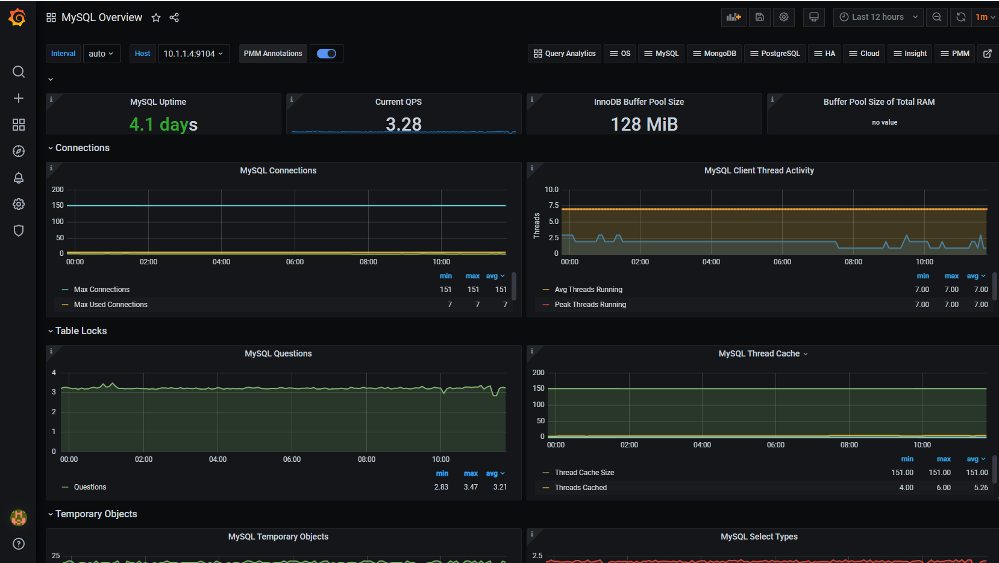 MySQL Overview
Last 12 hours
1m
Interval auto Host 10.1.1.4:9104 PMM Annotations
Query Analytics OS MySQL MongoDB PostgreSQL HA Cloud Insight PMM
i MySQL Uptime
4.1 days
i Current QPS
3.28
i InnoDB Buffer Pool Size
128 MiB
i Buffer Pool Size of Total RAM
no value
Connections
i MySQL Connections
200
150
100
50
0
00:00 02:00 04:00 06:00 08:00 10:00
min max avg
Max Connections 151 151 151
Max Used Connections 7 7 7
i MySQL Client Thread Activity
Threads
10.0
7.5
5.0
2.5
0
00:00 02:00 04:00 06:00 08:00 10:00
min max avg
Avg Threads Running 7.00 7.00 7.00
Peak Threads Running 7.00 7.00 7.00
Table Locks
i MySQL Questions
4
3
2
1
0
00:00 02:00 04:00 06:00 08:00 10:00
min max avg
Questions 2.83 3.47 3.21
i MySQL Thread Cache
200
150
100
50
0
00:00 02:00 04:00 06:00 08:00 10:00
min max avg
Thread Cache Size 151.00 151.00 151.00
Threads Cached 4.00 6.00 5.26
Temporary Objects
MySQL Temporary Objects
25
i MySQL Select Types
2.5